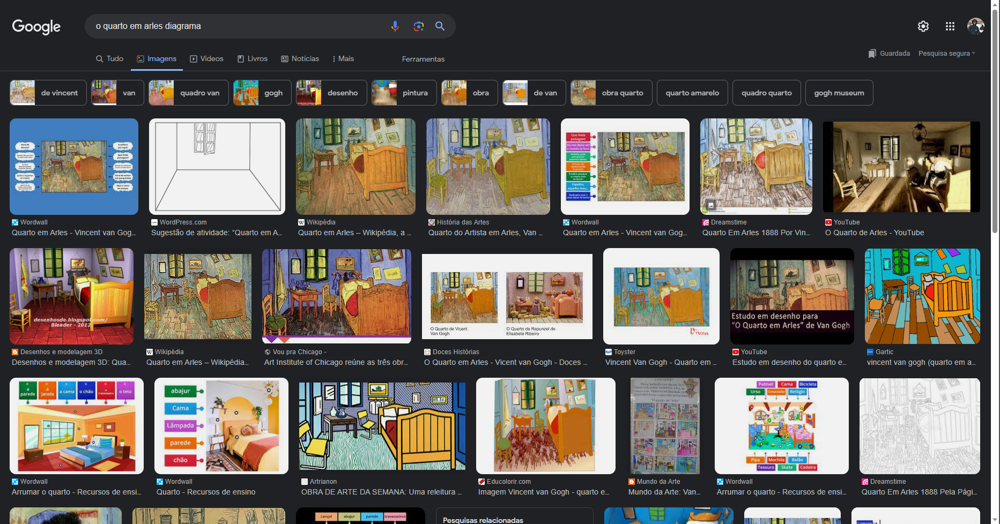 Google
o quarto em arles diagrama
Tudo
Imagens
Vídeos
Livros
Notícias
Mais
Ferramentas
Guardada
Pesquisa segura
de vincent
van
quadro van
gogh
desenho
pintura
obra
de van
obra quarto
quarto amarelo
quadro quarto
gogh museum
Que linda
paisagem!
Wordwall
Quarto em Arles - Vincent van Gog...
WordPress.com
Sugestão de atividade: “Quarto em A...
Wikipédia
Quarto em Arles – Wikipédia, a ...
História das Artes
Quarto do Artista em Arles, Van ...
Wordwall
Quarto em Arles - Vincent van Gog...
Dreamstime
Quarto Em Arles 1888 Por Vin...
YouTube
O Quarto de Arles - YouTube
desenhosde.blogspot.com/
Blender - 2012
O Quarto de Vicent
Van Gogh
O Quarto de Rapunzel de
Elisabete Ribeiro
Vincent
Estudo em desenho para
“O Quarto em Arles” de Van Gogh
Desenhos e modelagem 3D
Desenhos e modelagem 3D: Qua...
Wikipédia
Quarto em Arles – Wikipédia...
Vou pra Chicago -
Art Institute of Chicago reúne as três obr...
Doces Histórias
O Quarto em Arles - Vicent van Gogh - Doces ...
Toyster
Vincent Van Gogh - Quarto em ...
YouTube
Estudo em desenho do quarto e...
Gartic
vincent van gogh (quarto em a...
a parede
a janela
a cama
o chão
o travesseiro
o teto
abajur
Cama
Lâmpada
parede
chão
VAN GOGH
"O quarto em Arles"
Patinet
Cama
Bicicleta
Urso
Computador
Relógio
Pipa
Mochila
Balão
Tesoura
Skate
Cadeira
Wordwall
Arrumar o quarto - Recursos de ensi...
Wordwall
Quarto - Recursos de ensino
Artrianon
OBRA DE ARTE DA SEMANA: Uma releitura ...
Educolorir.com
Imagem Vincent van Gogh - quarto e...
Mundo da Arte
Mundo da Arte: Van...
Wordwall
Arrumar o quarto - Recursos de ensi...
Dreamstime
Quarto Em Arles 1888 Pela Pági...
Lençol
abajur
parede
travesseiros
Pesquisas relacionadas